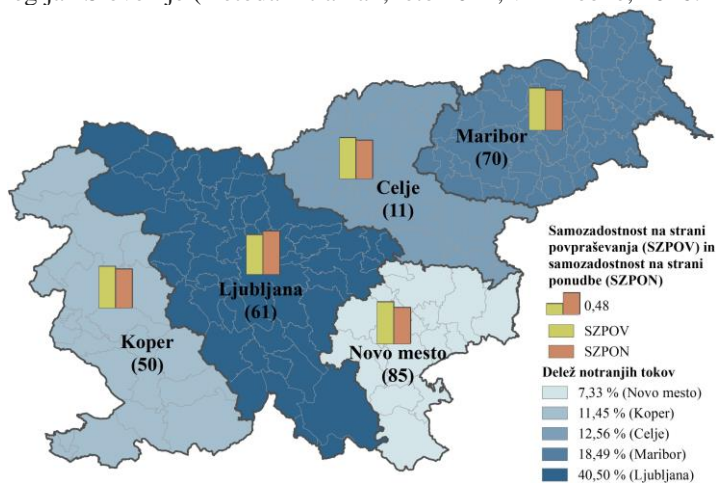 Maribor
(70)
Celje
(11)
Ljubljana
(61)
Koper
(50)
Novo mesto
(85)
Samozadostnost na strani
povpraševanja (SZPOV) in
samozadostnost na strani
ponudbe (SZPON)
0,48
SZPOV
SZPON
Delež notranjih tokov
7,33 % (Novo mesto)
11,45 % (Koper)
12,56 % (Celje)
18,49 % (Maribor)
40,50 % (Ljubljana)